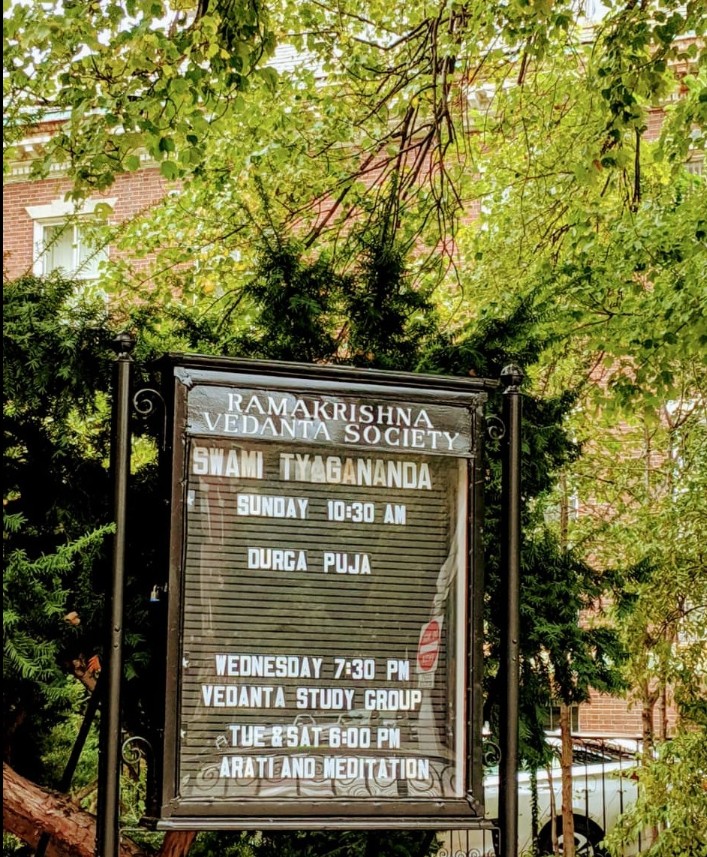 RAMAKRISHNA
VEDANTA SOCIETY
SWAMI TYAGANANDA
SUNDAY 10:30 AM
DURGA PUJA
WEDNESDAY 7:30 PM
VEDANTA STUDY GROUP
TUE & SAT 6:00 PM
ARATI AND MEDITATION